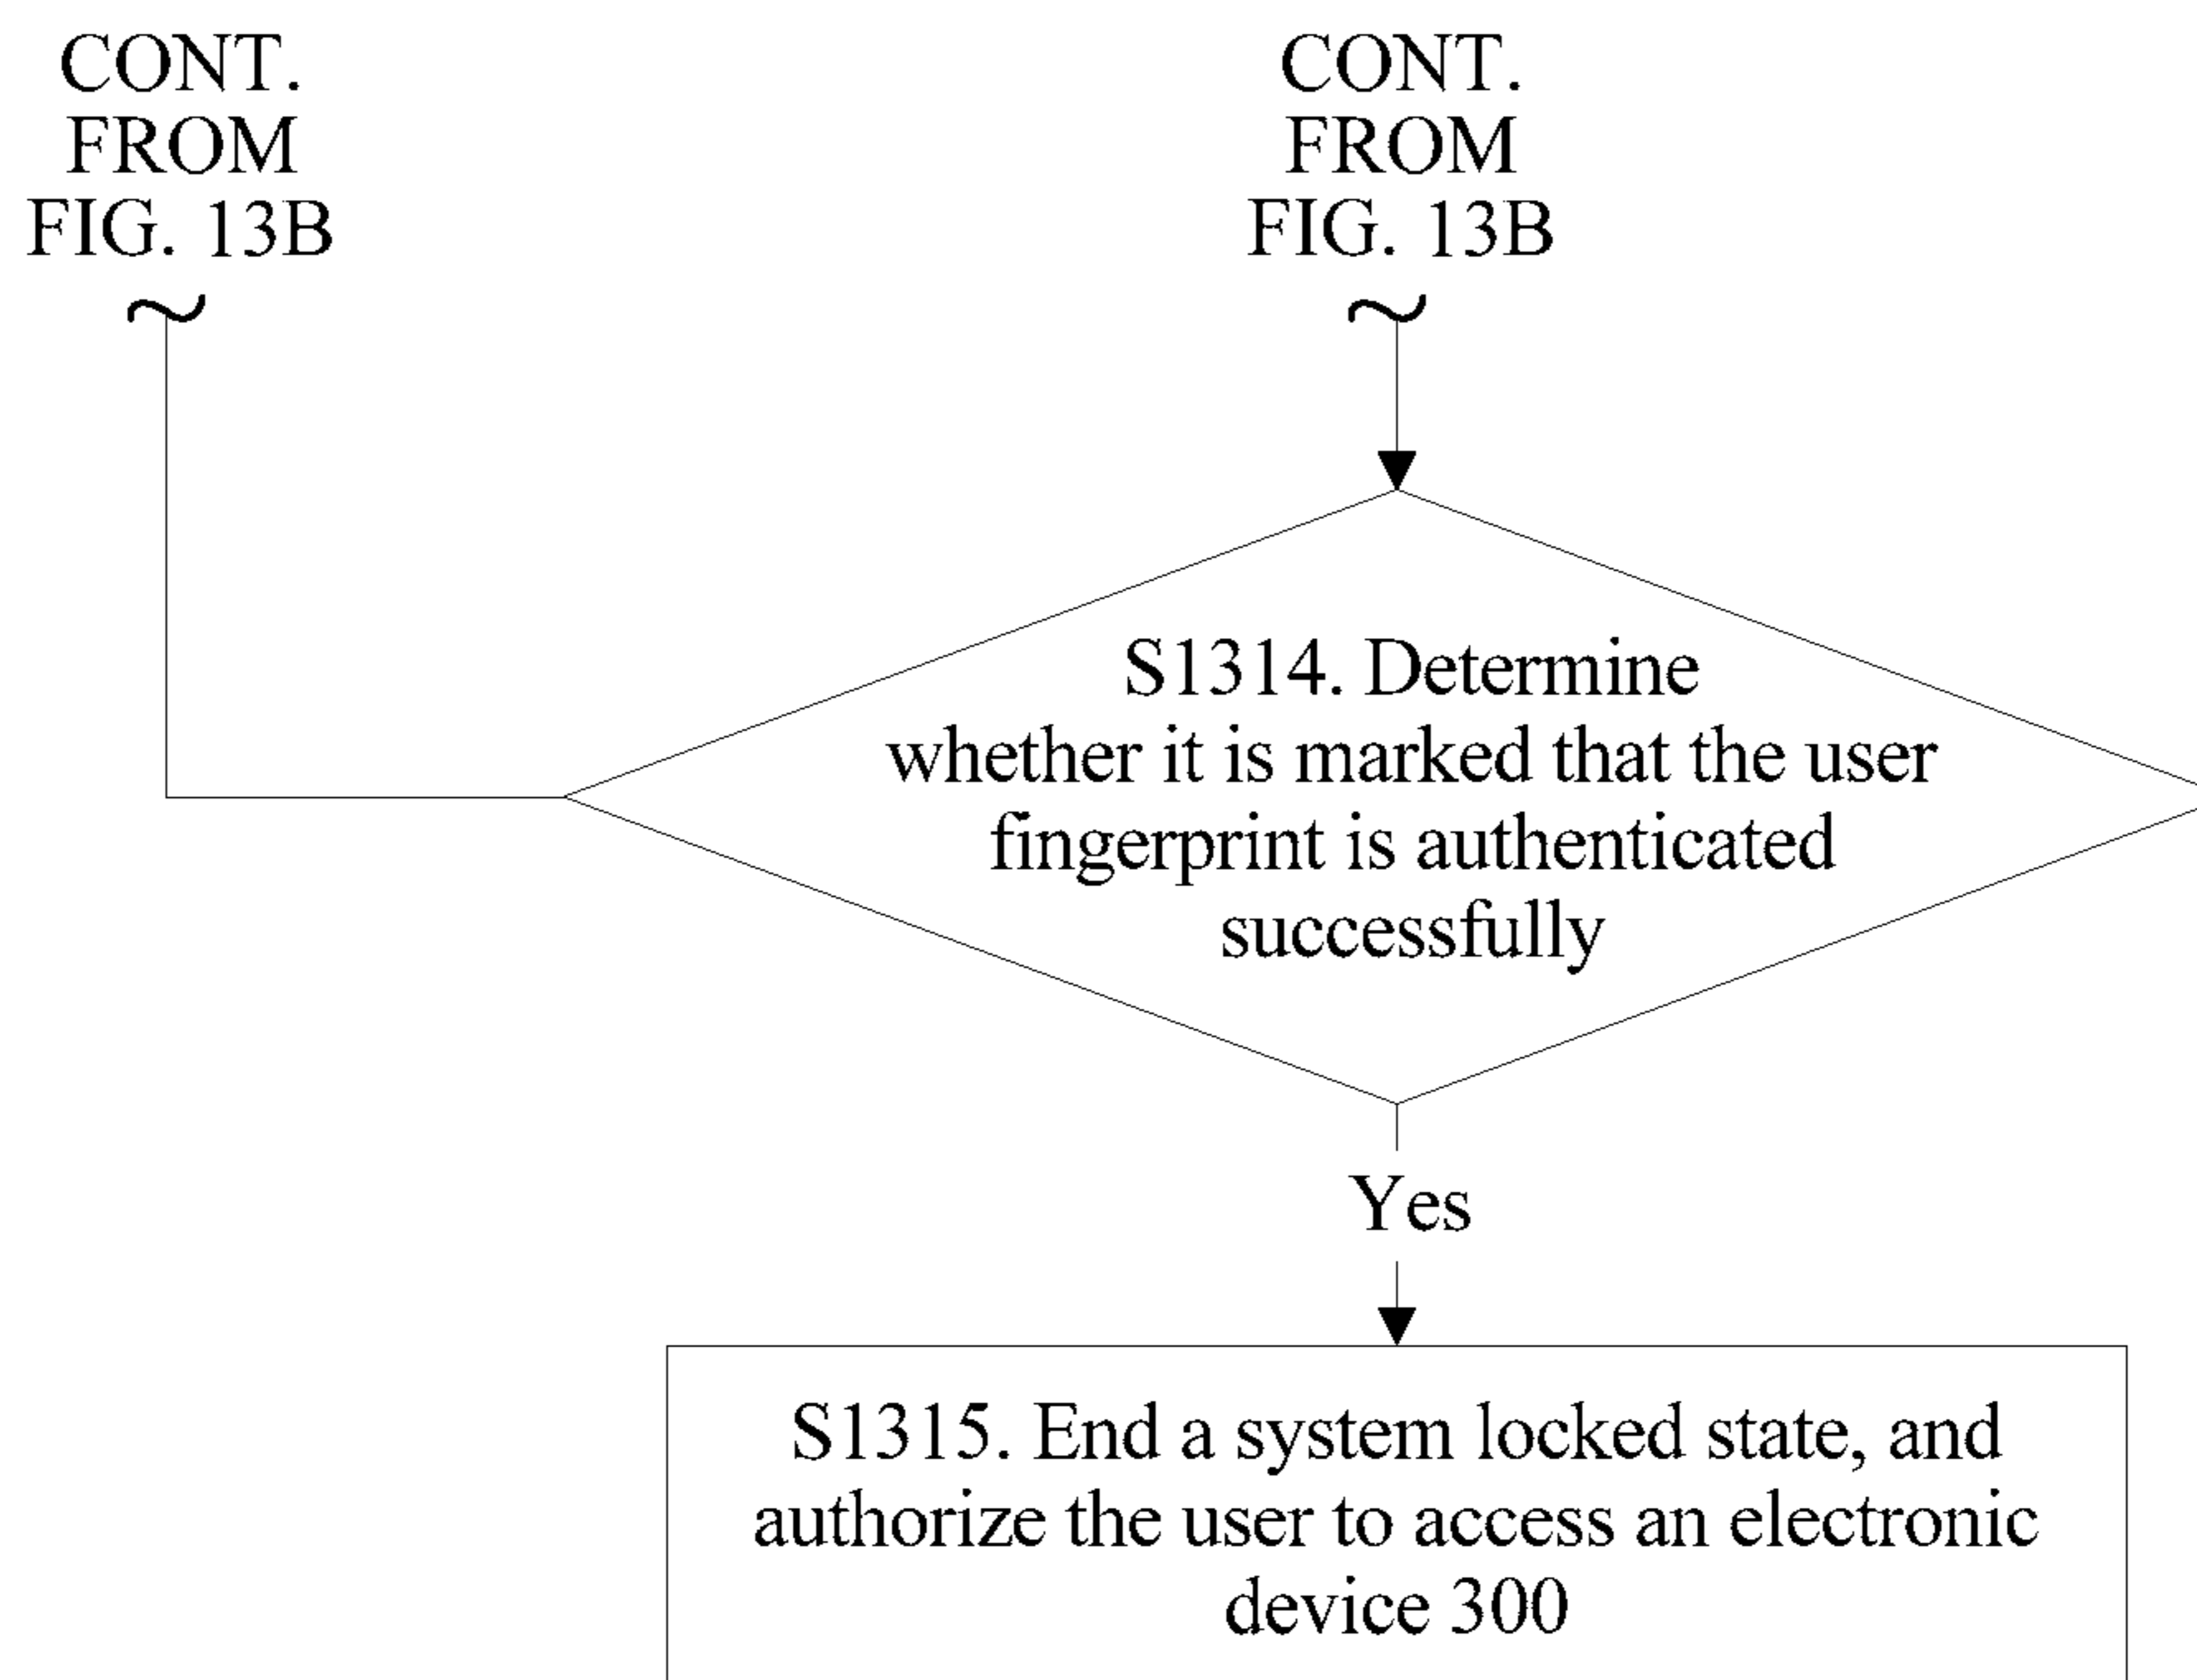 CONT.
FROM
FIG. 13B
CONT.
FROM
FIG. 13B
S1314. Determine
whether it is marked that the user
fingerprint is authenticated
successfully
Yes
S1315. End a system locked state, and
authorize the user to access an electronic
device 300